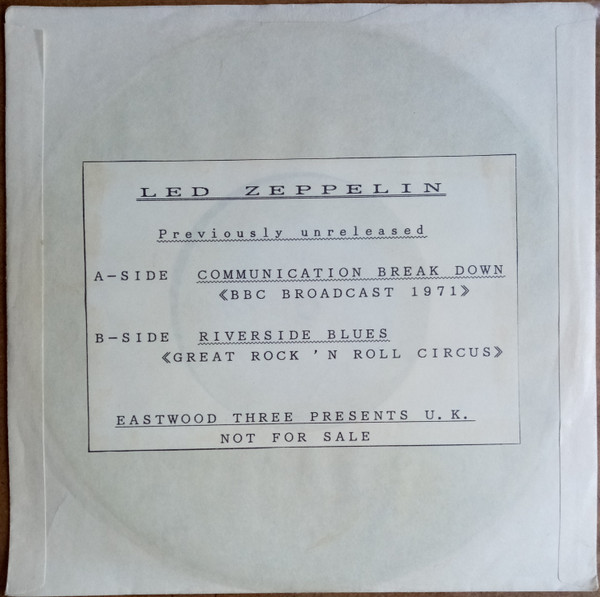 LED ZEPPELIN
Previously unreleased
A-SIDE COMMUNICATION BREAK DOWN
《BBC BROADCAST 1971》
B-SIDE RIVERSIDE BLUES
《GREAT ROCK 'N ROLL CIRCUS》
EASTWOOD THREE PRESENTS U.K.
NOT FOR SALE